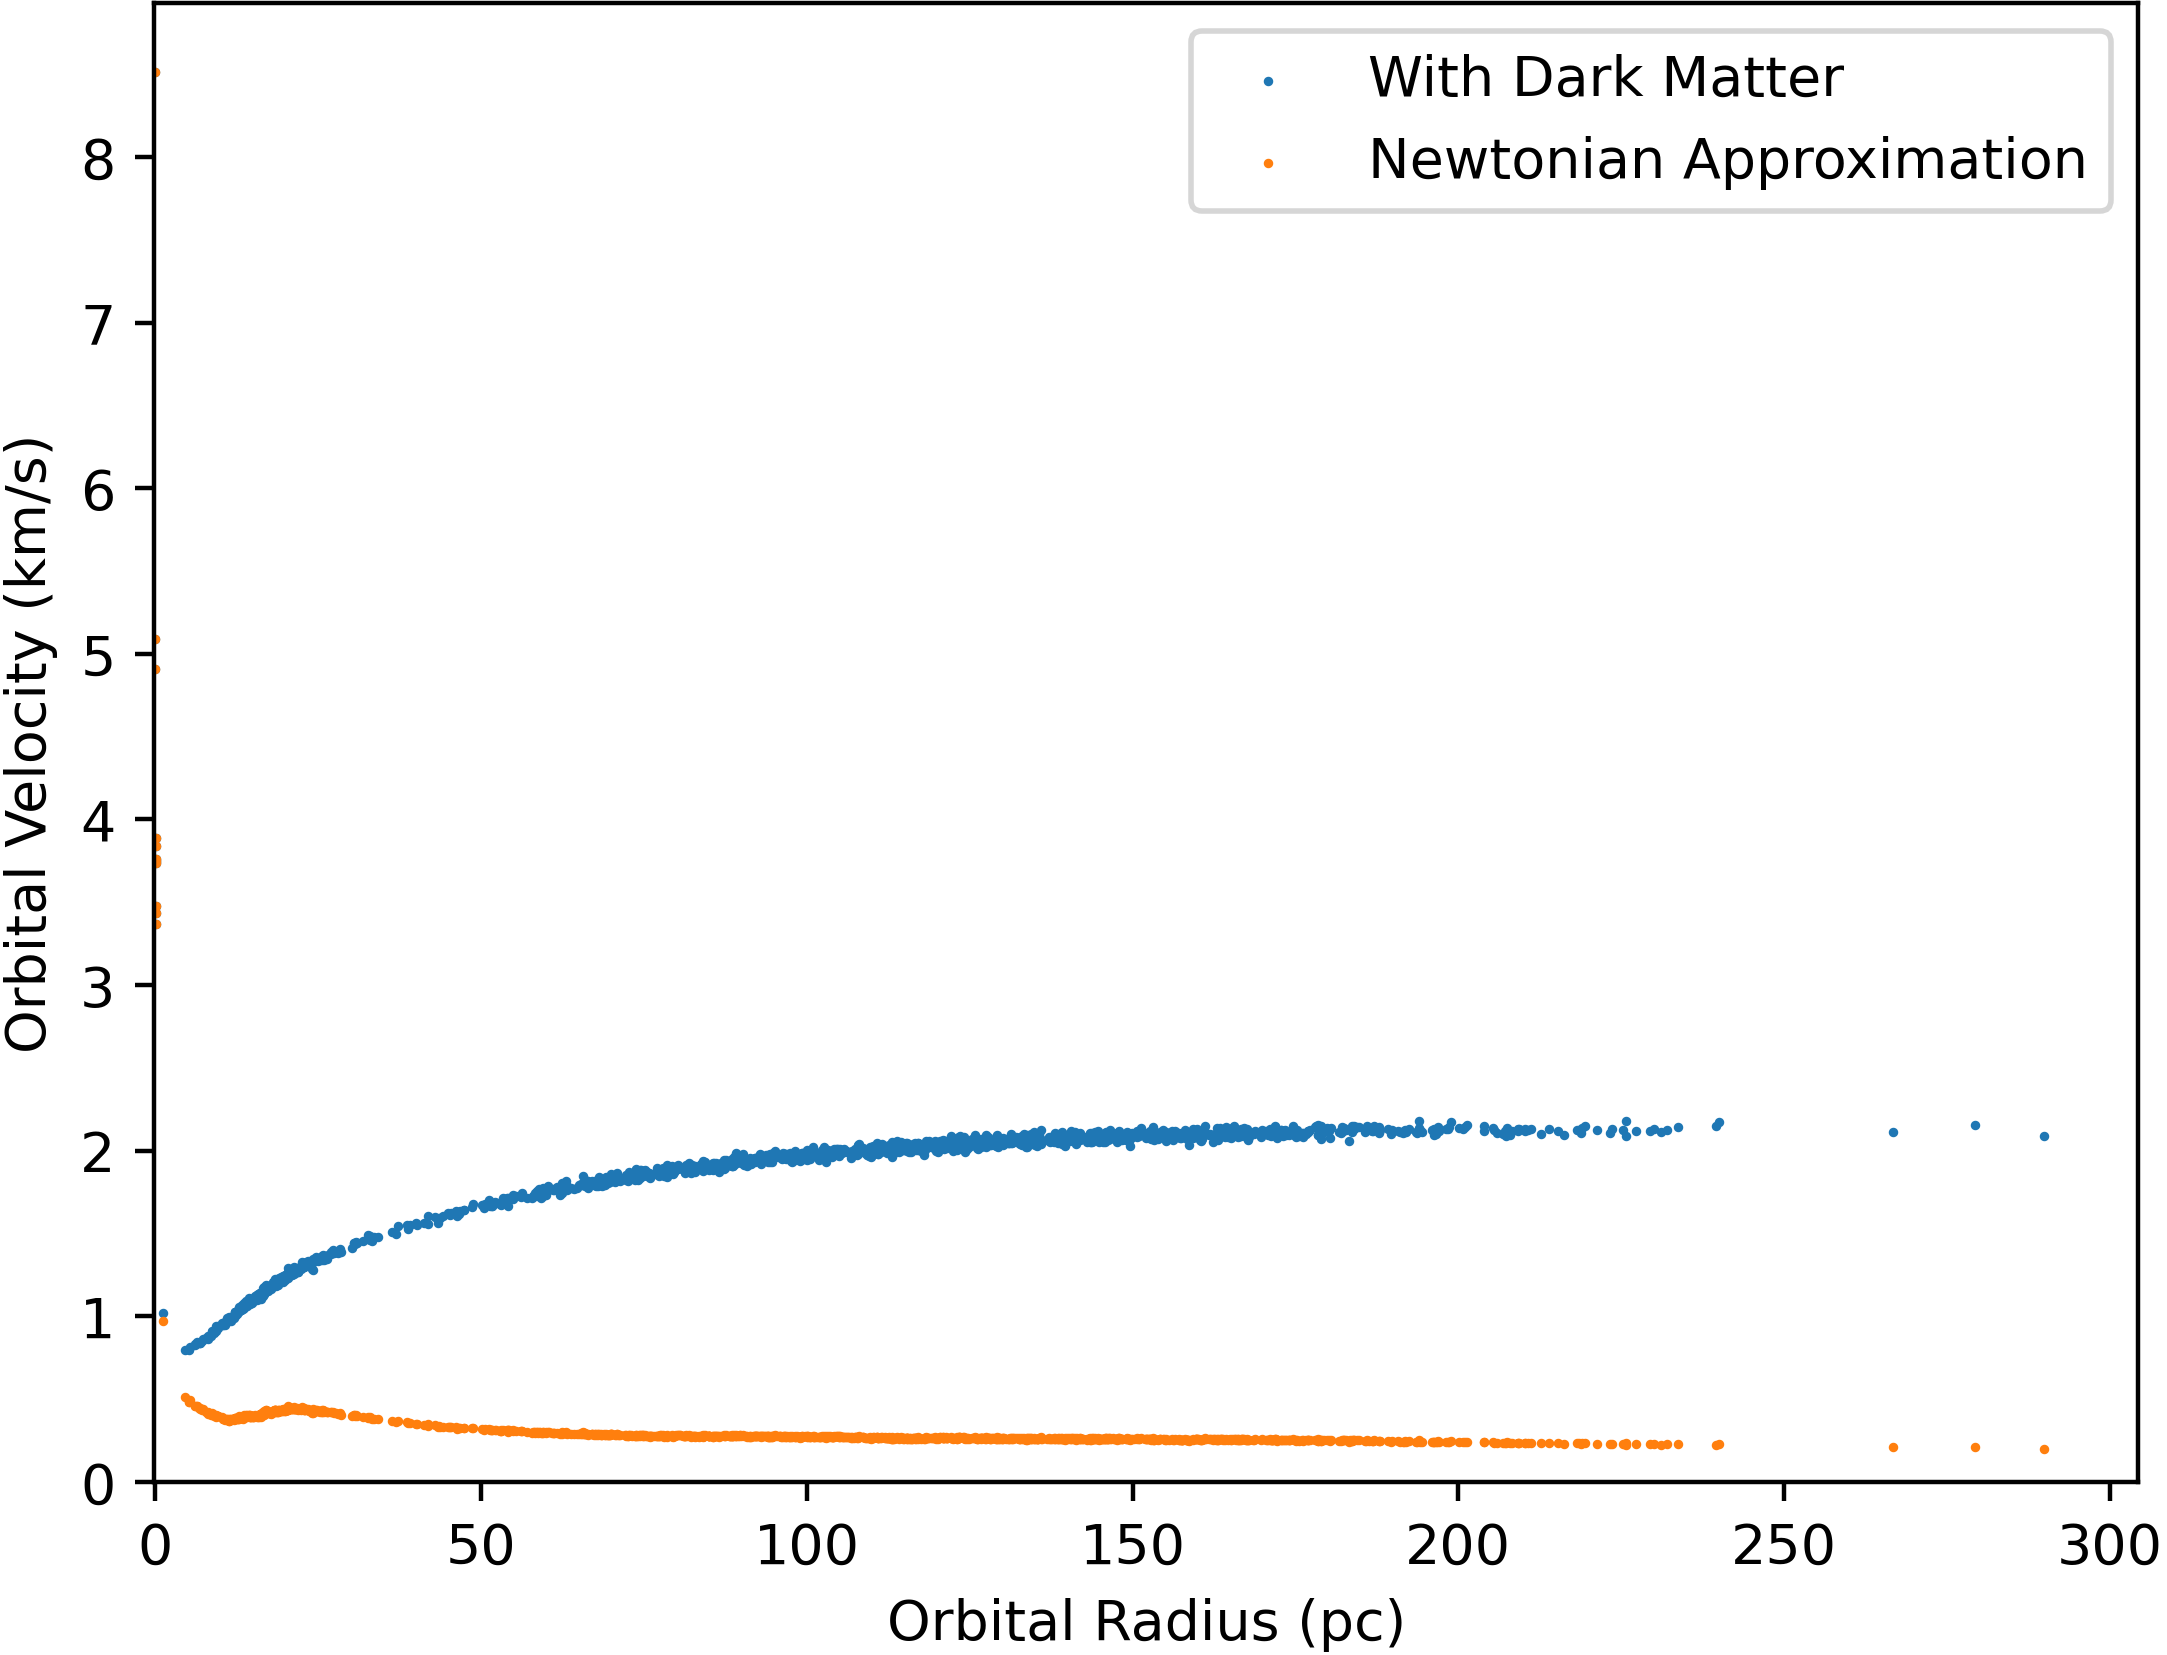 With Dark Matter
Newtonian Approximation
Orbital Velocity (km/s)
8
7
6
5
4
3
2
1
0
0 50 100 150 200 250 300
Orbital Radius (pc)